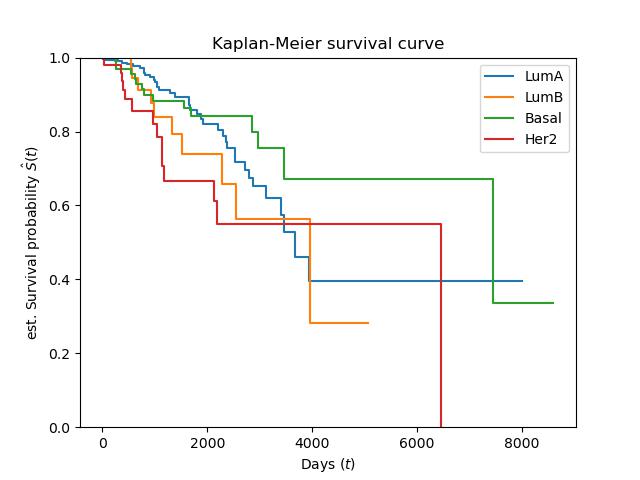 Kaplan-Meier survival curve
est. Survival probability Ŝ(t)
1.0
0.8
0.6
0.4
0.2
0.0
LumA
LumB
Basal
Her2
0 2000 4000 6000 8000
Days (t)